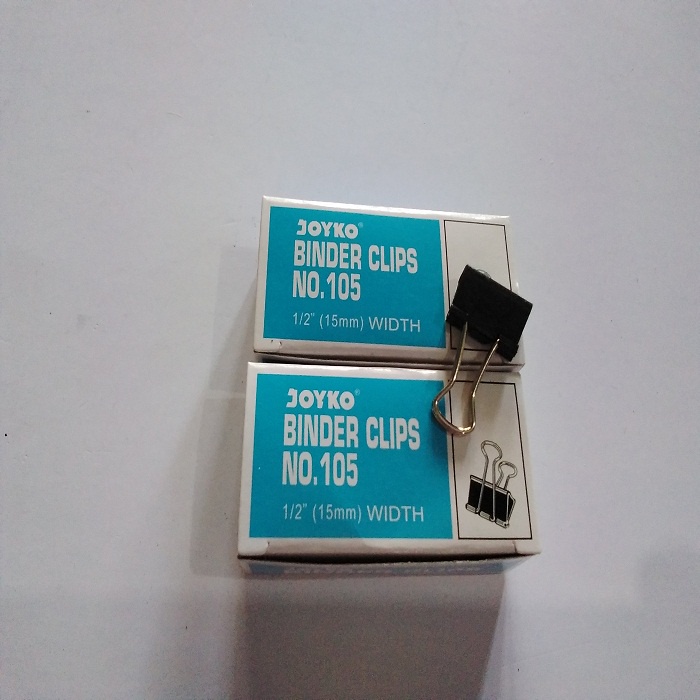 JOYKO®
BINDER CLIPS
NO.105
1/2" (15mm) WIDTH
JOYKO®
BINDER CLIPS
NO.105
1/2" (15mm) WIDTH